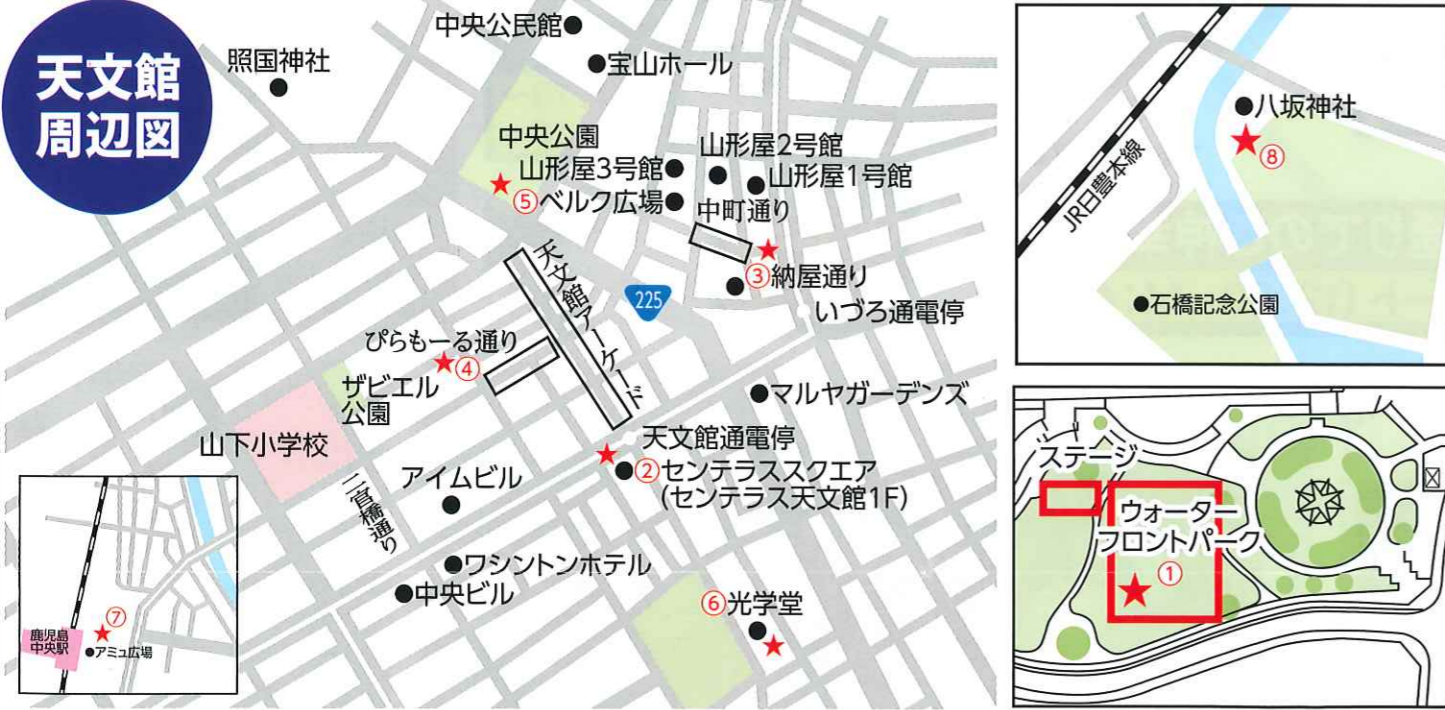 天文館
周辺図
照国神社
中央公民館
宝山ホール
中央公園
山形屋3号館
山形屋2号館
山形屋1号館
⑤ベルク広場
中町通り
③納屋通り
天文館アーケード
225
いづろ通電停
ぴらもーる通り
④
ザビエル
公園
マルヤガーデンズ
山下小学校
天文館通電停
アイムビル
②センテラススクエア
(センテラス天文館1F)
二官橋通り
ワシントンホテル
中央ビル
⑥光学堂
⑦
鹿児島
中央駅
アミュ広場
八坂神社
⑧
JR日豊本線
石橋記念公園
ステージ
ウォーター
フロントパーク
①